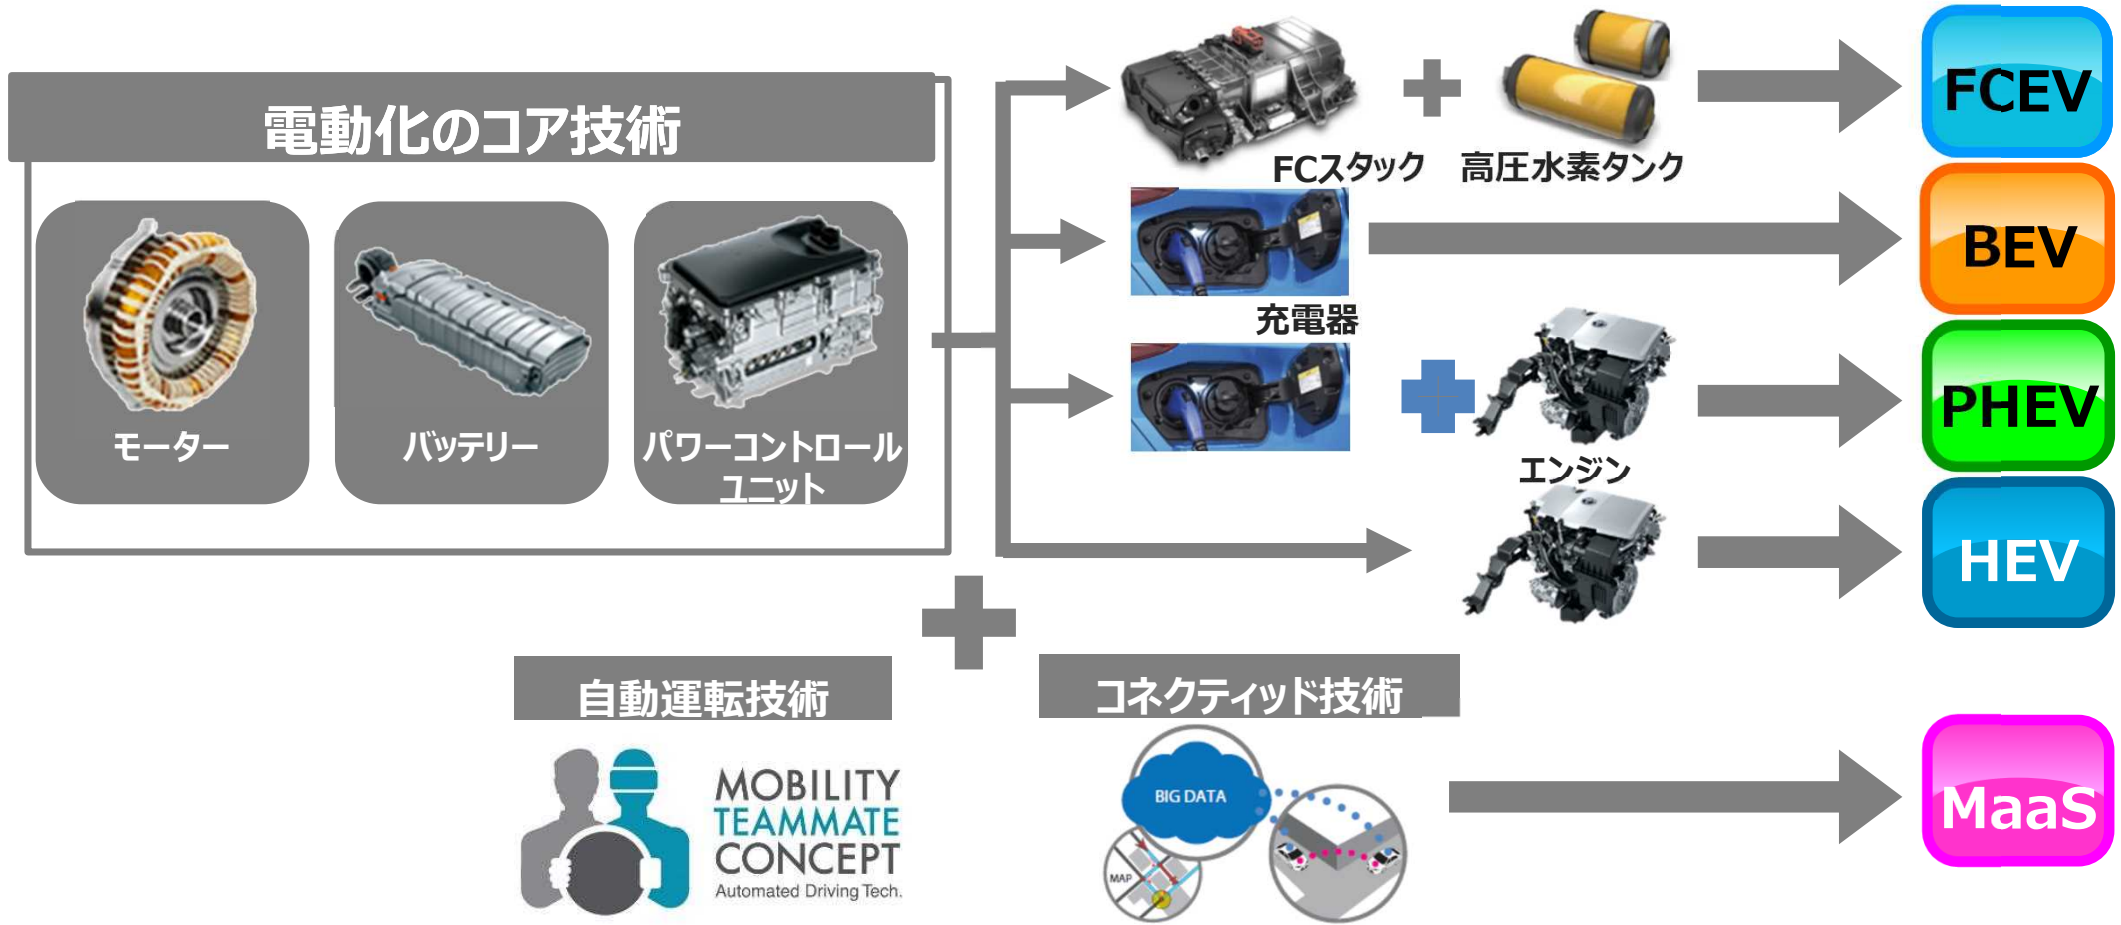 電動化のコア技術
モーター
バッテリー
パワーコントロール
ユニット
FCスタック
高圧水素タンク
FCEV
充電器
BEV
エンジン
PHEV
HEV
自動運転技術
MOBILITY
TEAMMATE
CONCEPT
Automated Driving Tech.
コネクティッド技術
BIG DATA
MAP
MaaS